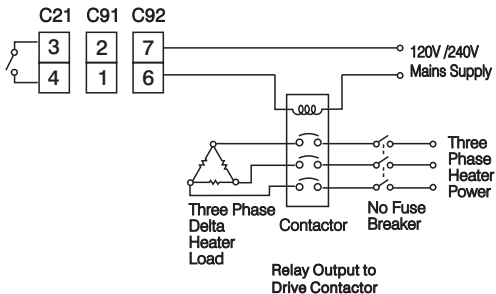 C21 C91 C92
3 2 7
4 1 6
120V /240V
Mains Supply
Three
Phase
Heater
Power
Three Phase
Delta
Heater
Load
Contactor
No Fuse
Breaker
Relay Output to
Drive Contactor